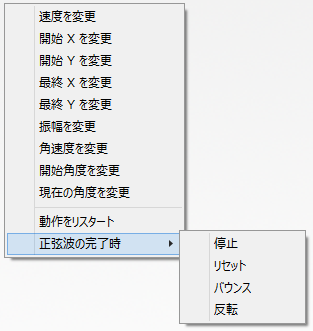 速度を変更
開始 X を変更
開始 Y を変更
最終 X を変更
最終 Y を変更
振幅を変更
角速度を変更
開始角度を変更
現在の角度を変更
動作をリスタート
正弦波の完了時
停止
リセット
バウンス
反転